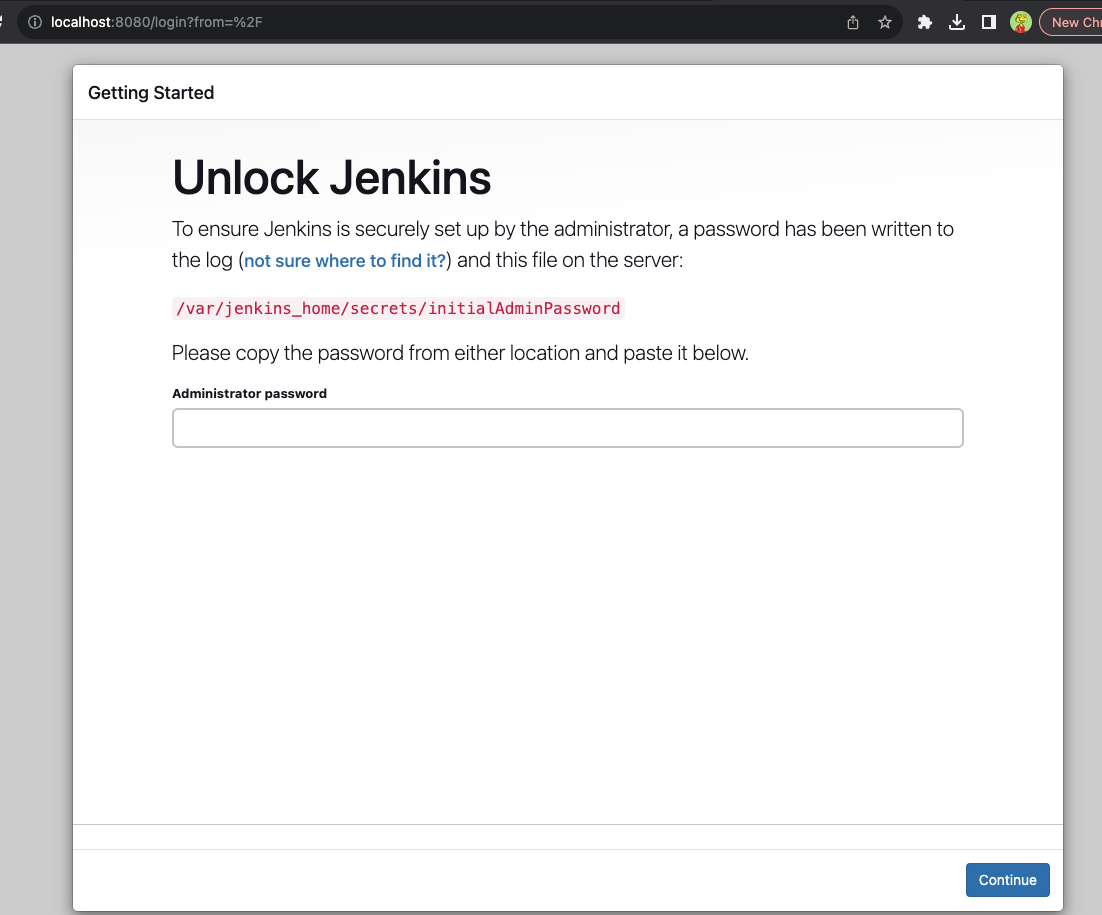 localhost:8080/login?from=%2F
New Chr
Getting Started
Unlock Jenkins
To ensure Jenkins is securely set up by the administrator, a password has been written to
the log (not sure where to find it?) and this file on the server:
/var/jenkins_home/secrets/initialAdminPassword
Please copy the password from either location and paste it below.
Administrator password
Continue